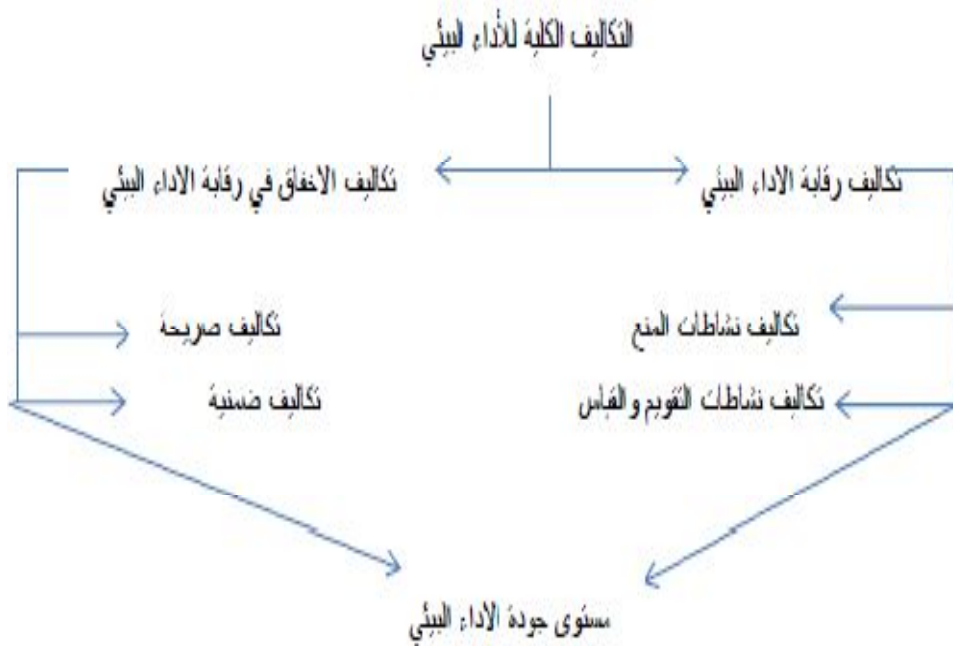 التكاليف الكلية للأداء البيئي
تكاليف رقابة الاداء البيئي
تكاليف الاخفاق في رقابة الاداء البيئي
تكاليف نشاطات المنع
تكاليف صريحة
تكاليف نشاطات التقويم والقياس
تكاليف ضمنية
مستوى جودة الاداء البيئي